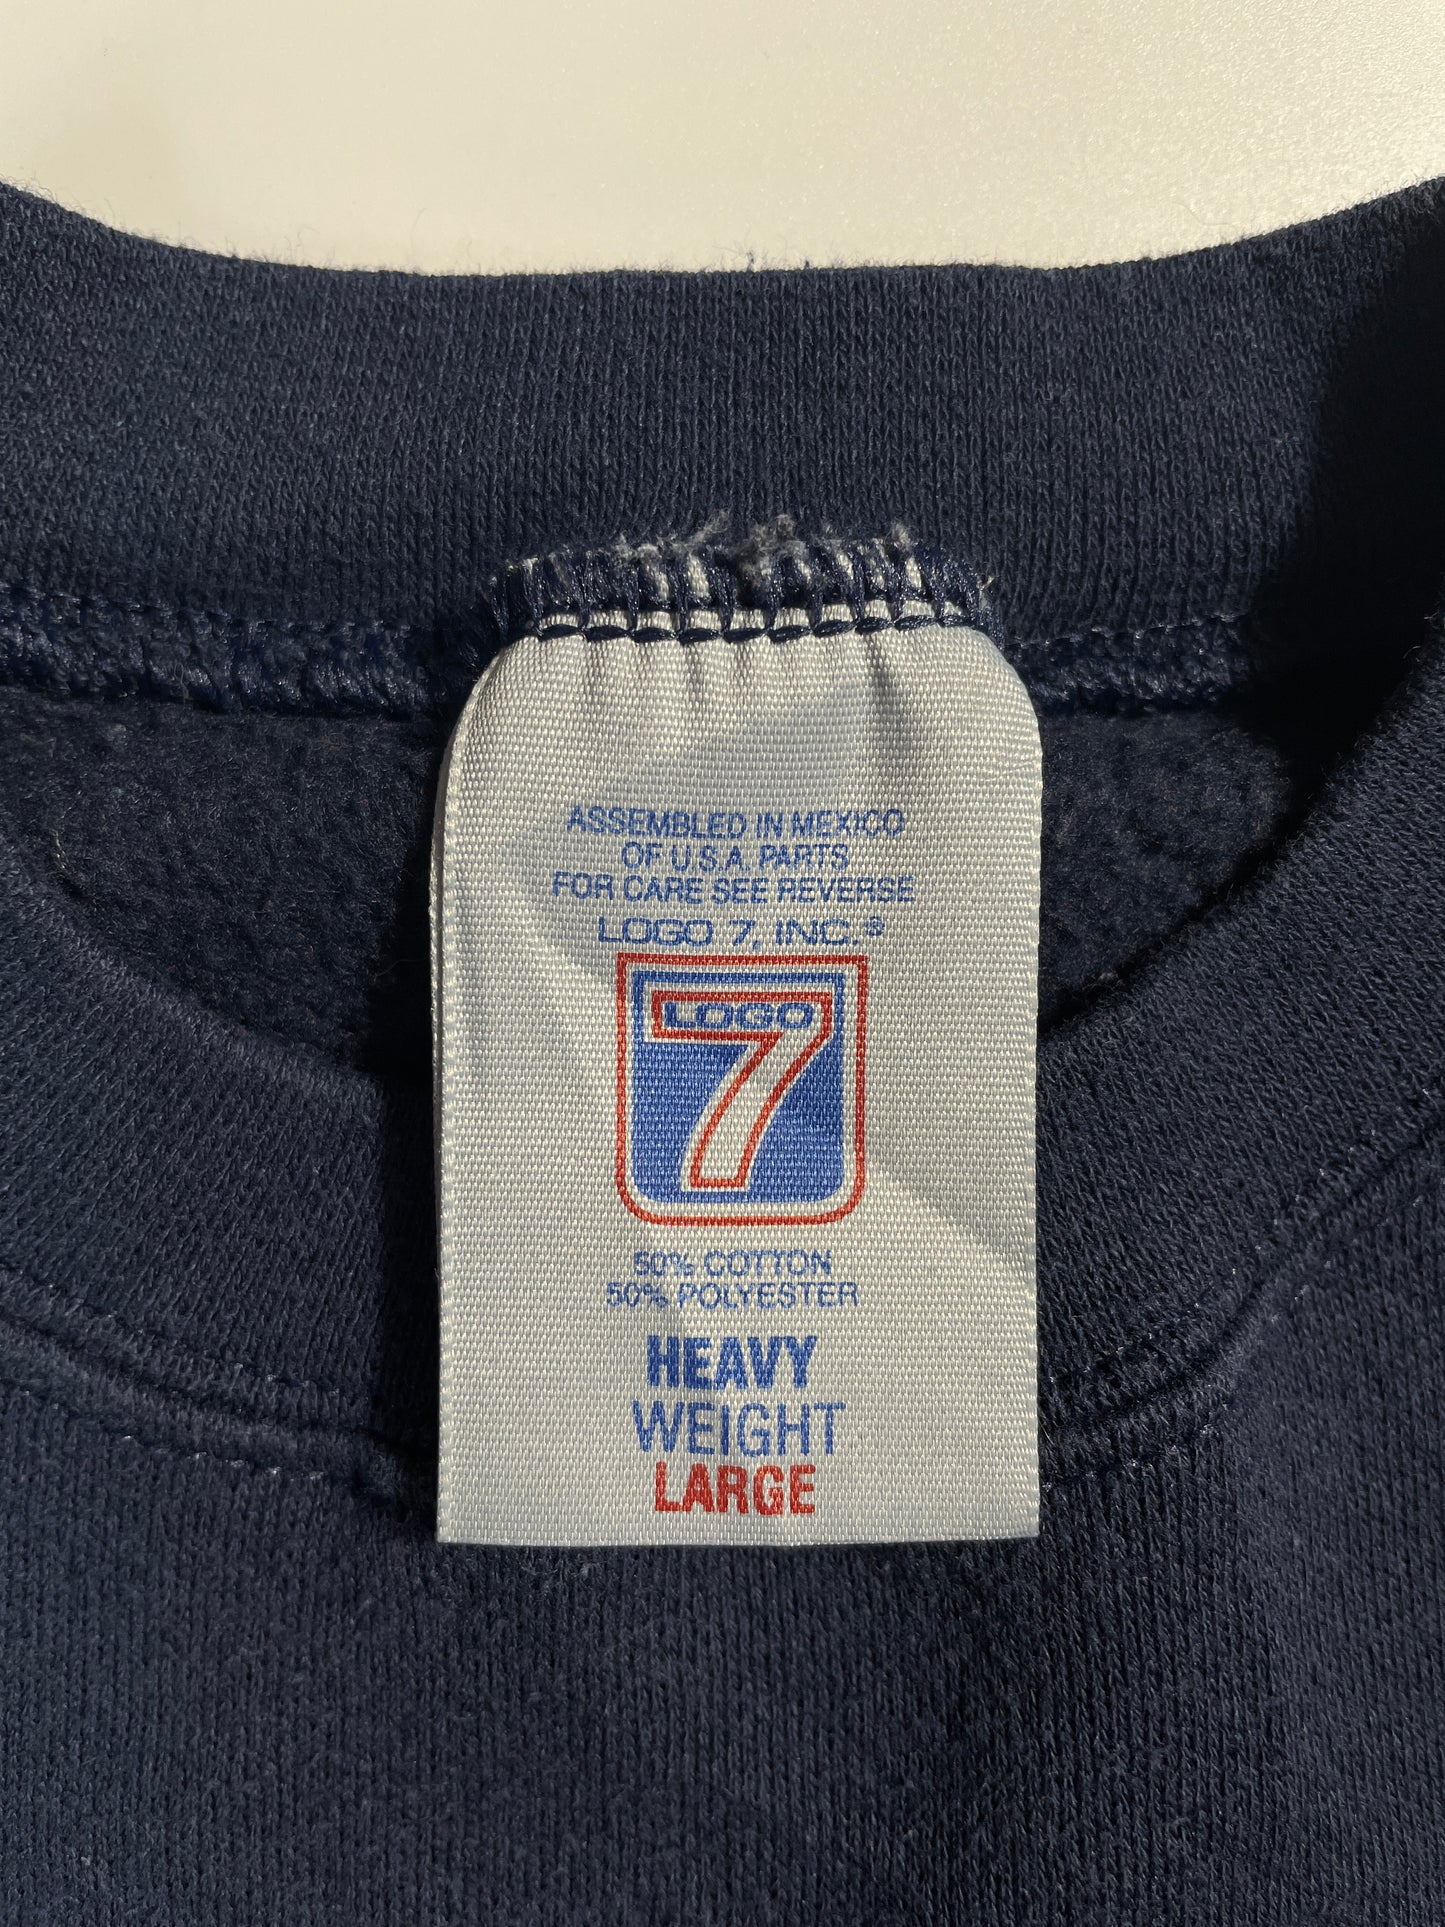 ASSEMBLED IN MEXICO
OF U.S.A. PARTS
FOR CARE SEE REVERSE
LOGO 7, INC.®
LOGO
7
50% COTTON
50% POLYESTER
HEAVY
WEIGHT
LARGE